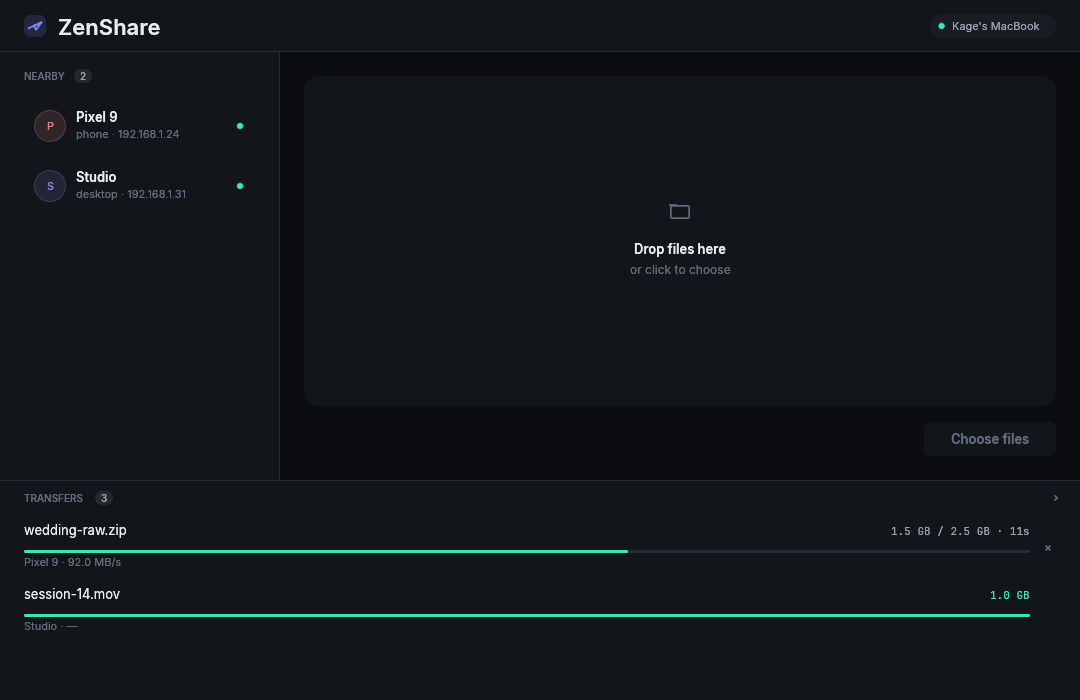 ZenShare
Kage's MacBook
NEARBY 2
P
Pixel 9
phone · 192.168.1.24
S
Studio
desktop · 192.168.1.31
Drop files here
or click to choose
Choose files
TRANSFERS 3
wedding-raw.zip
1.5 GB / 2.5 GB · 11s
Pixel 9 · 92.0 MB/s
session-14.mov
1.0 GB
Studio · —